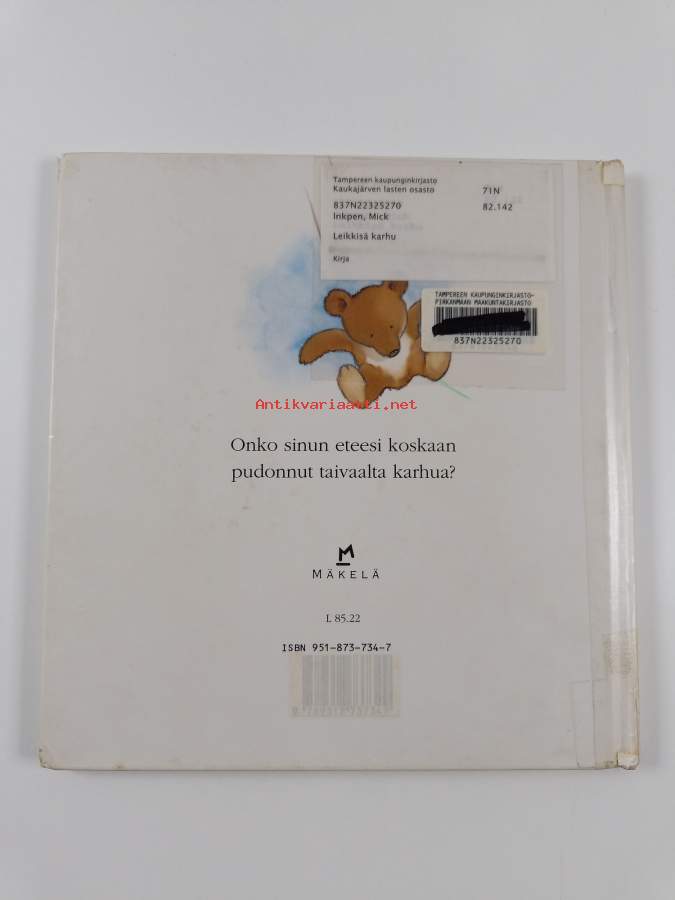 Tampereen kaupunginkirjasto
Kaukajärven lasten osasto 71N
837N22325270 82.142
Inkpen, Mick
Leikkisä karhu
Kirja
TAMPEREEN KAUPUNGINKIRJASTO-
PIRKANMAAN MAAKUNTAKIRJASTO
837N22325270
Antikvariaatti.net
Onko sinun eteesi koskaan
pudonnut taivaalta karhua?
M
MÄKELÄ
L 85.22
ISBN 951-873-734-7